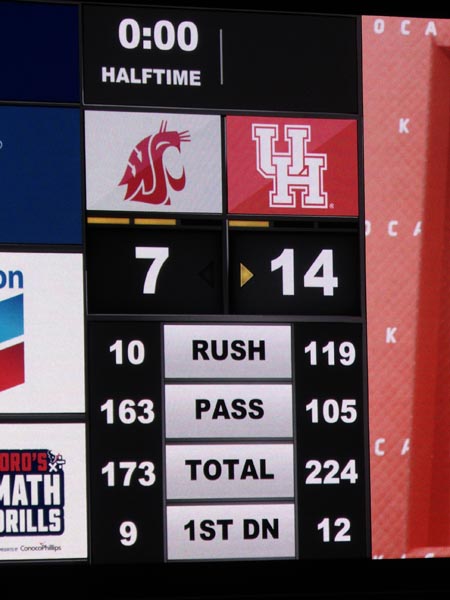 0:00
HALFTIME
UH
7 14
10 RUSH 119
163 PASS 105
173 TOTAL 224
9 1ST DN 12
on
ORO'S
MATH
DRILLS
ConocoPhillips
O C A
K
O C A
K
C A
K